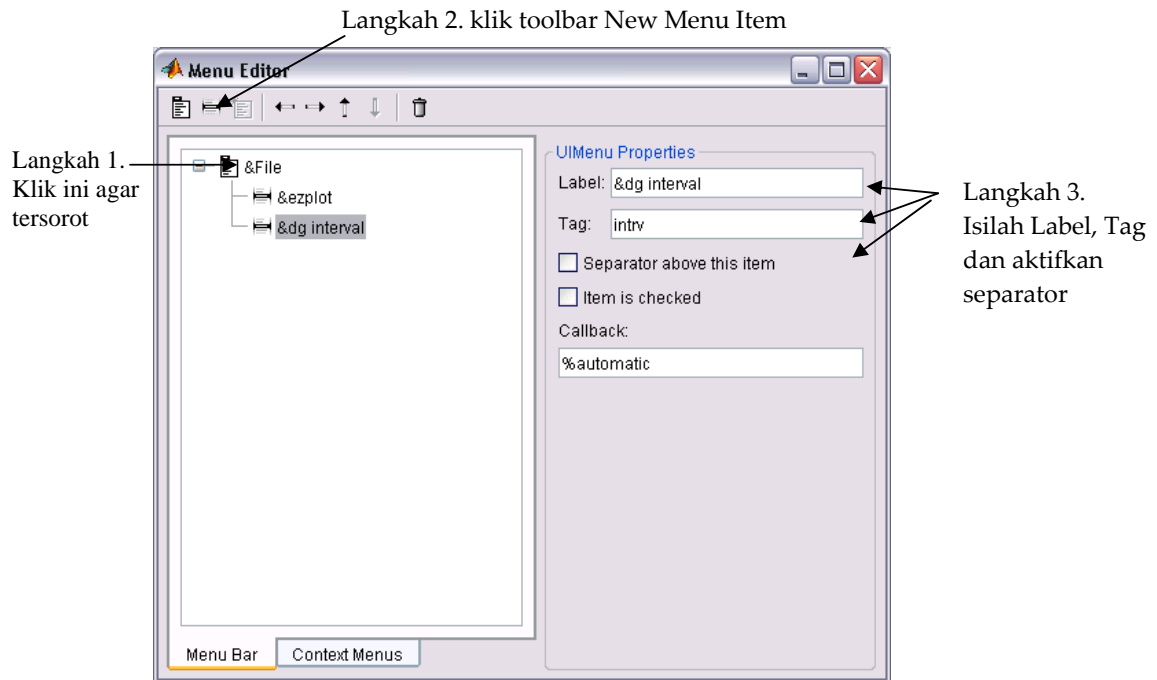 Langkah 2. klik toolbar New Menu Item
Menu Editor
Langkah 1.
Klik ini agar
tersorot
&File
&ezplot
&dg interval
UIMenu Properties
Label: &dg interval
Tag: intrv
Separator above this item
Item is checked
Callback:
%automatic
Langkah 3.
Isilah Label, Tag
dan aktifkan
separator
Menu Bar Context Menus